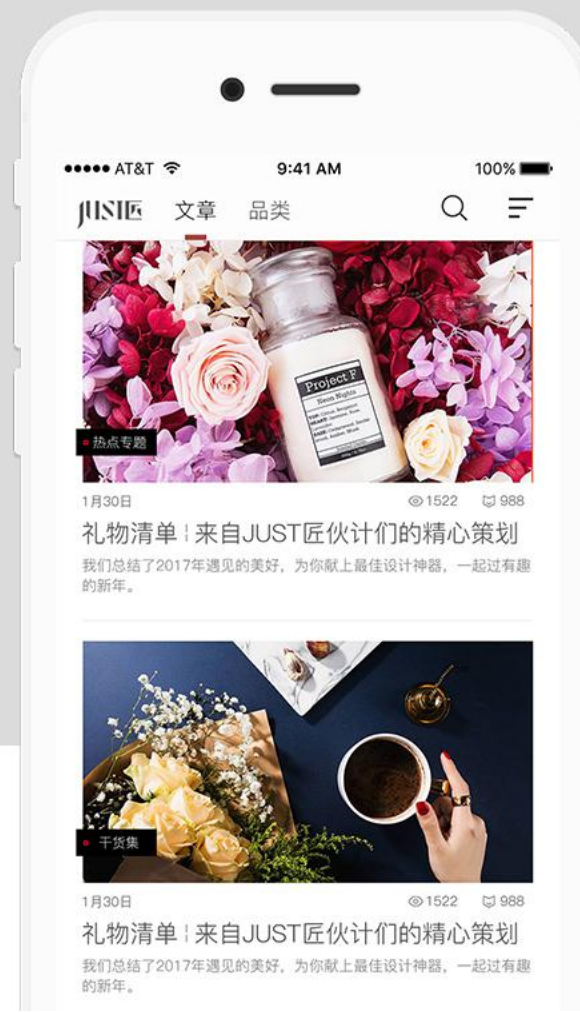 AT&T 9:41 AM 100%
JUST匠 文章 品类
Project F
Neon Nights
热点专题
1月30日 1522 988
礼物清单¦来自JUST匠伙计们的精心策划
我们总结了2017年遇见的美好，为你献上最佳设计神器，一起过有趣
的新年。
干货集
1月30日 1522 988
礼物清单¦来自JUST匠伙计们的精心策划
我们总结了2017年遇见的美好，为你献上最佳设计神器，一起过有趣
的新年。